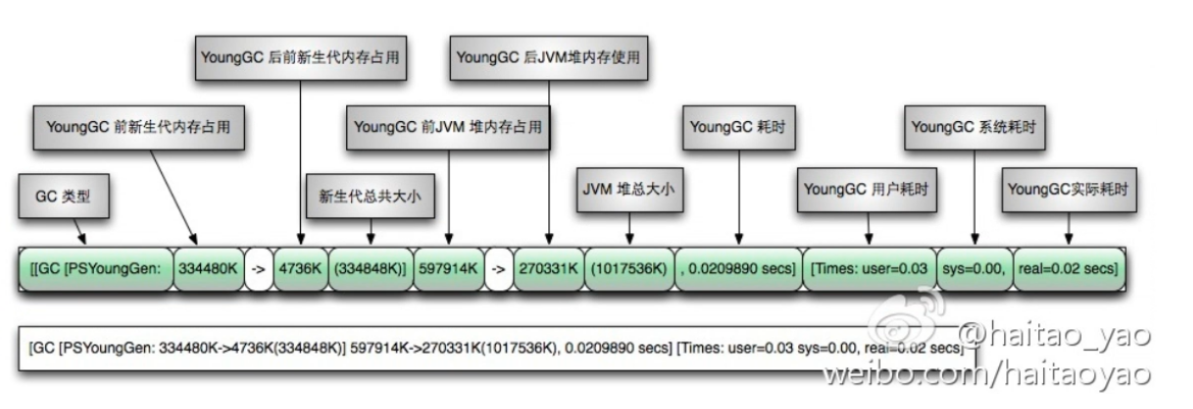 YoungGC 后前新生代内存占用
YoungGC 后JVM堆内存使用
YoungGC 前新生代内存占用
YoungGC 前JVM 堆内存占用
YoungGC 耗时
YoungGC 系统耗时
GC 类型
新生代总共大小
JVM 堆总大小
YoungGC 用户耗时
YoungGC实际耗时
[[GC [PSYoungGen: 334480K -> 4736K (334848K)] 597914K -> 270331K (1017536K) , 0.0209890 secs] [Times: user=0.03 sys=0.00, real=0.02 secs]
[GC [PSYoungGen: 334480K->4736K(334848K)] 597914K->270331K(1017536K), 0.0209890 secs] [Times: user=0.03 sys=0.00, real=0.02 secs]
@haitao_yao
weibo.com/haitaoyao